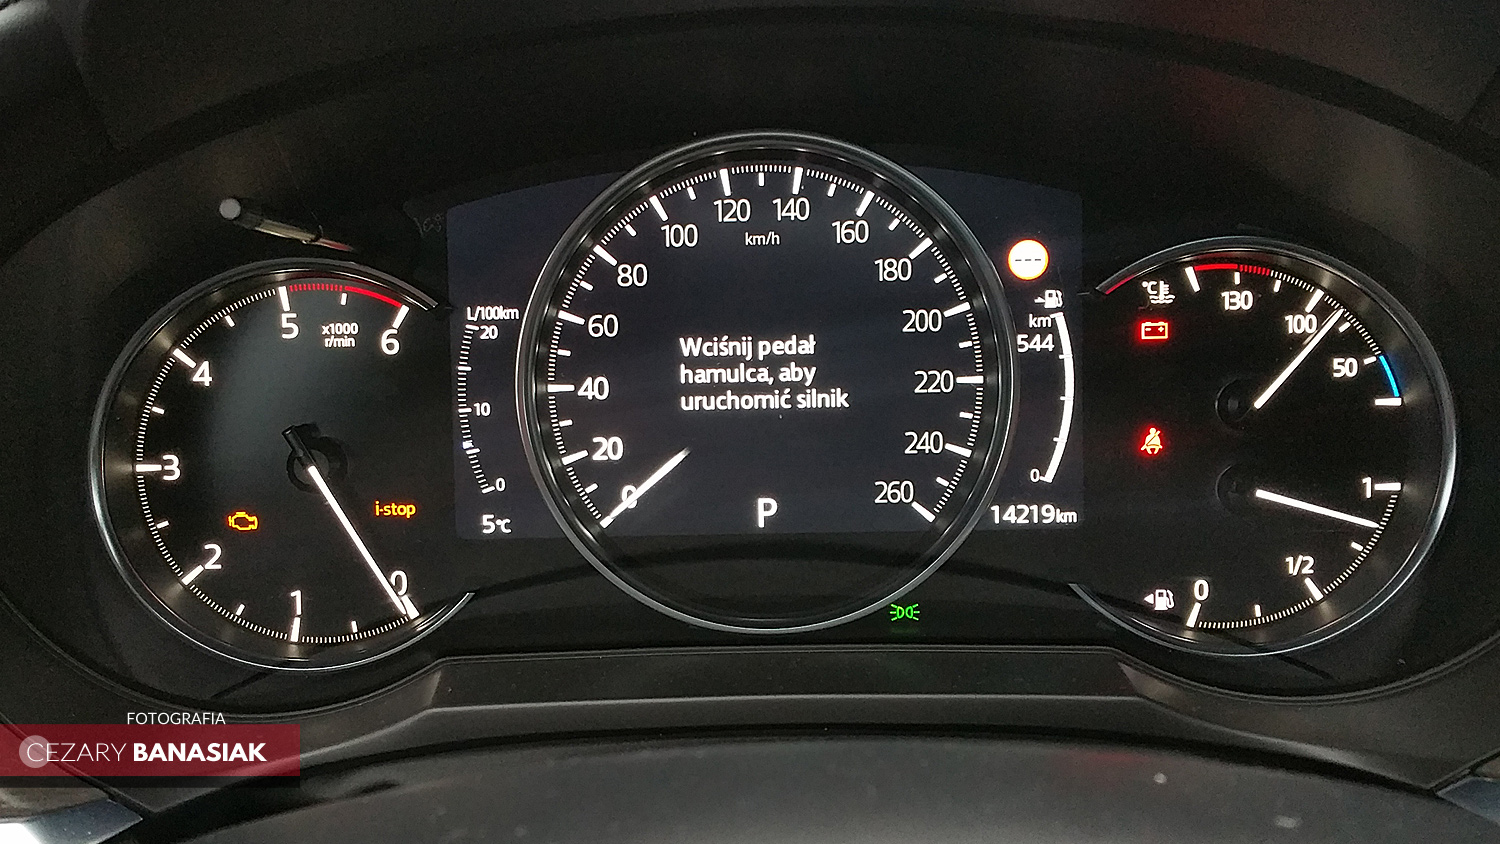 x1000
r/min
0
1
2
3
4
5
6
i-stop
L/100km
20
10
0
5°C
0
20
40
60
80
100
120
140
160
180
200
220
240
260
km/h
Wciśnij pedał
hamulca, aby
uruchomić silnik
P
---
km
544
0
14219km
°C
130
100
50
1
1/2
0
FOTOGRAFIA
CEZARY BANASIAK